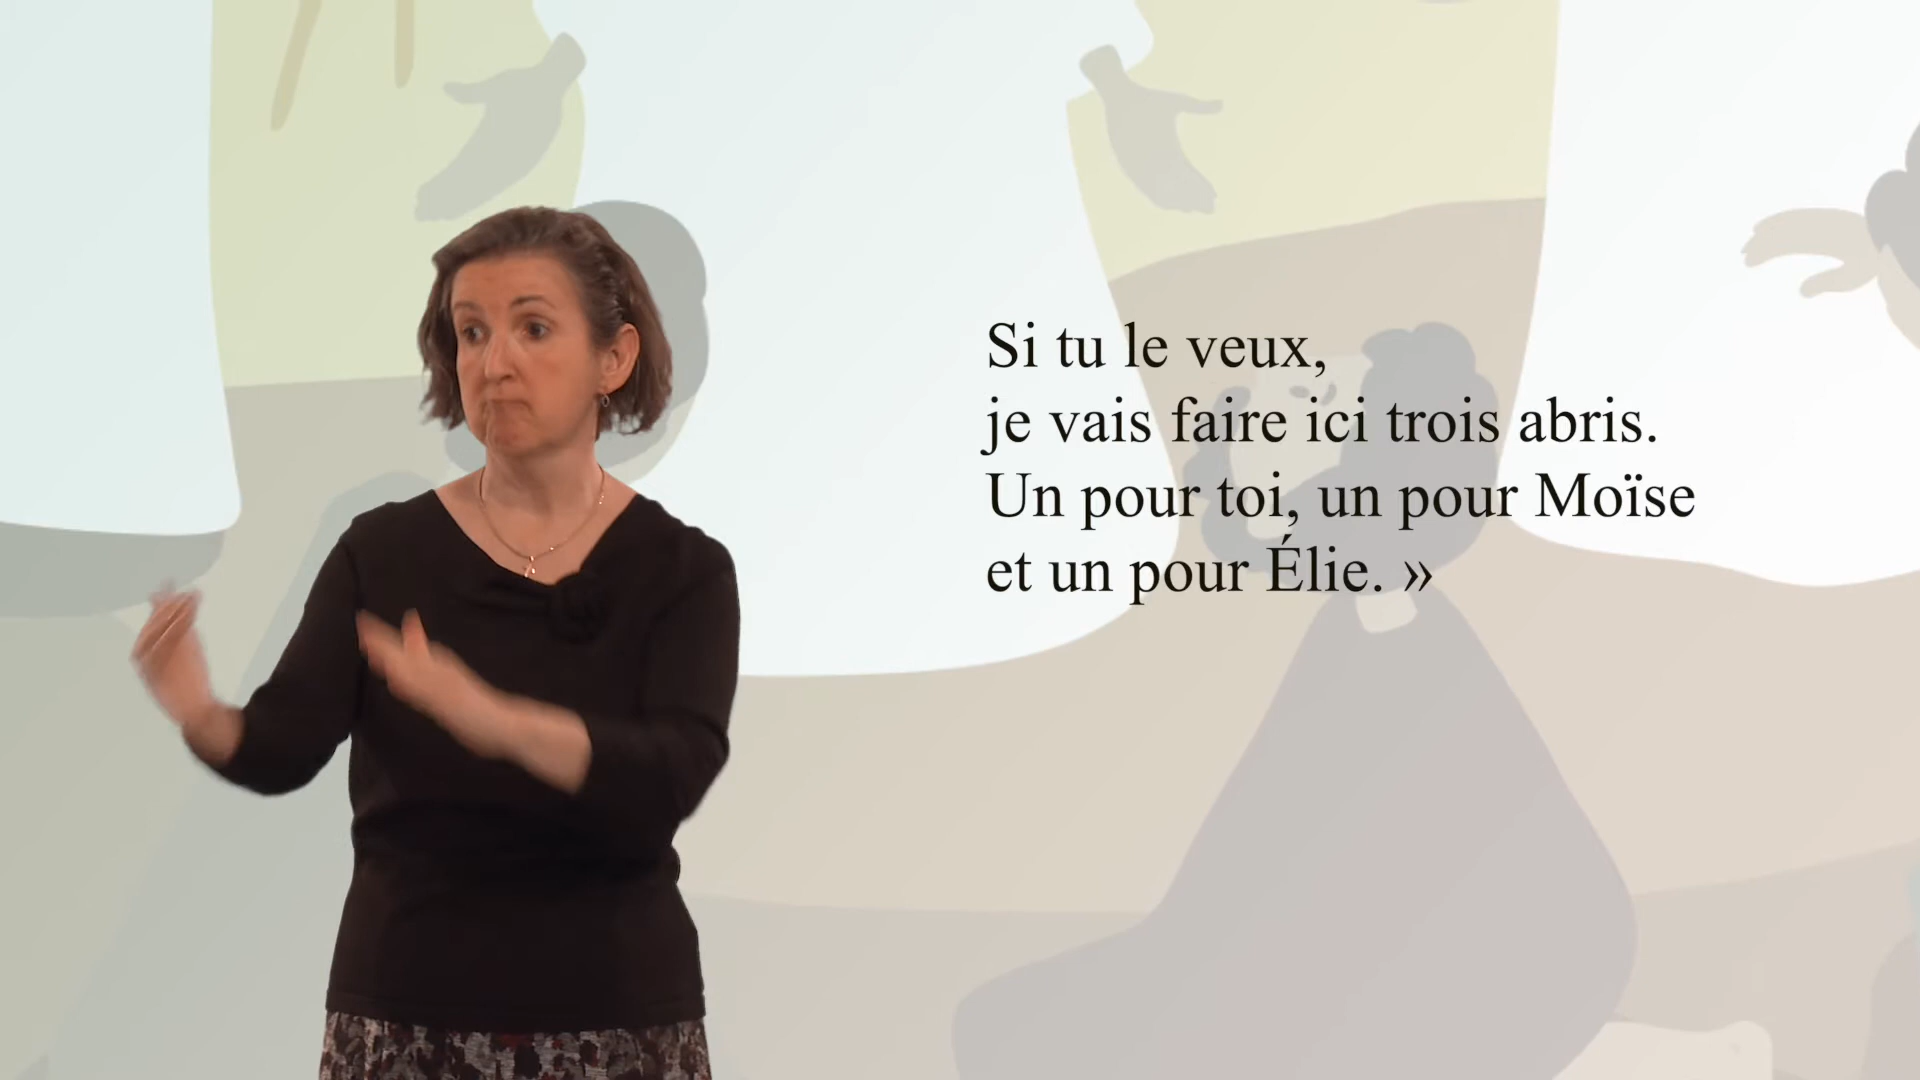 Si tu le veux,
je vais faire ici trois abris.
Un pour toi, un pour Moïse
et un pour Élie. »